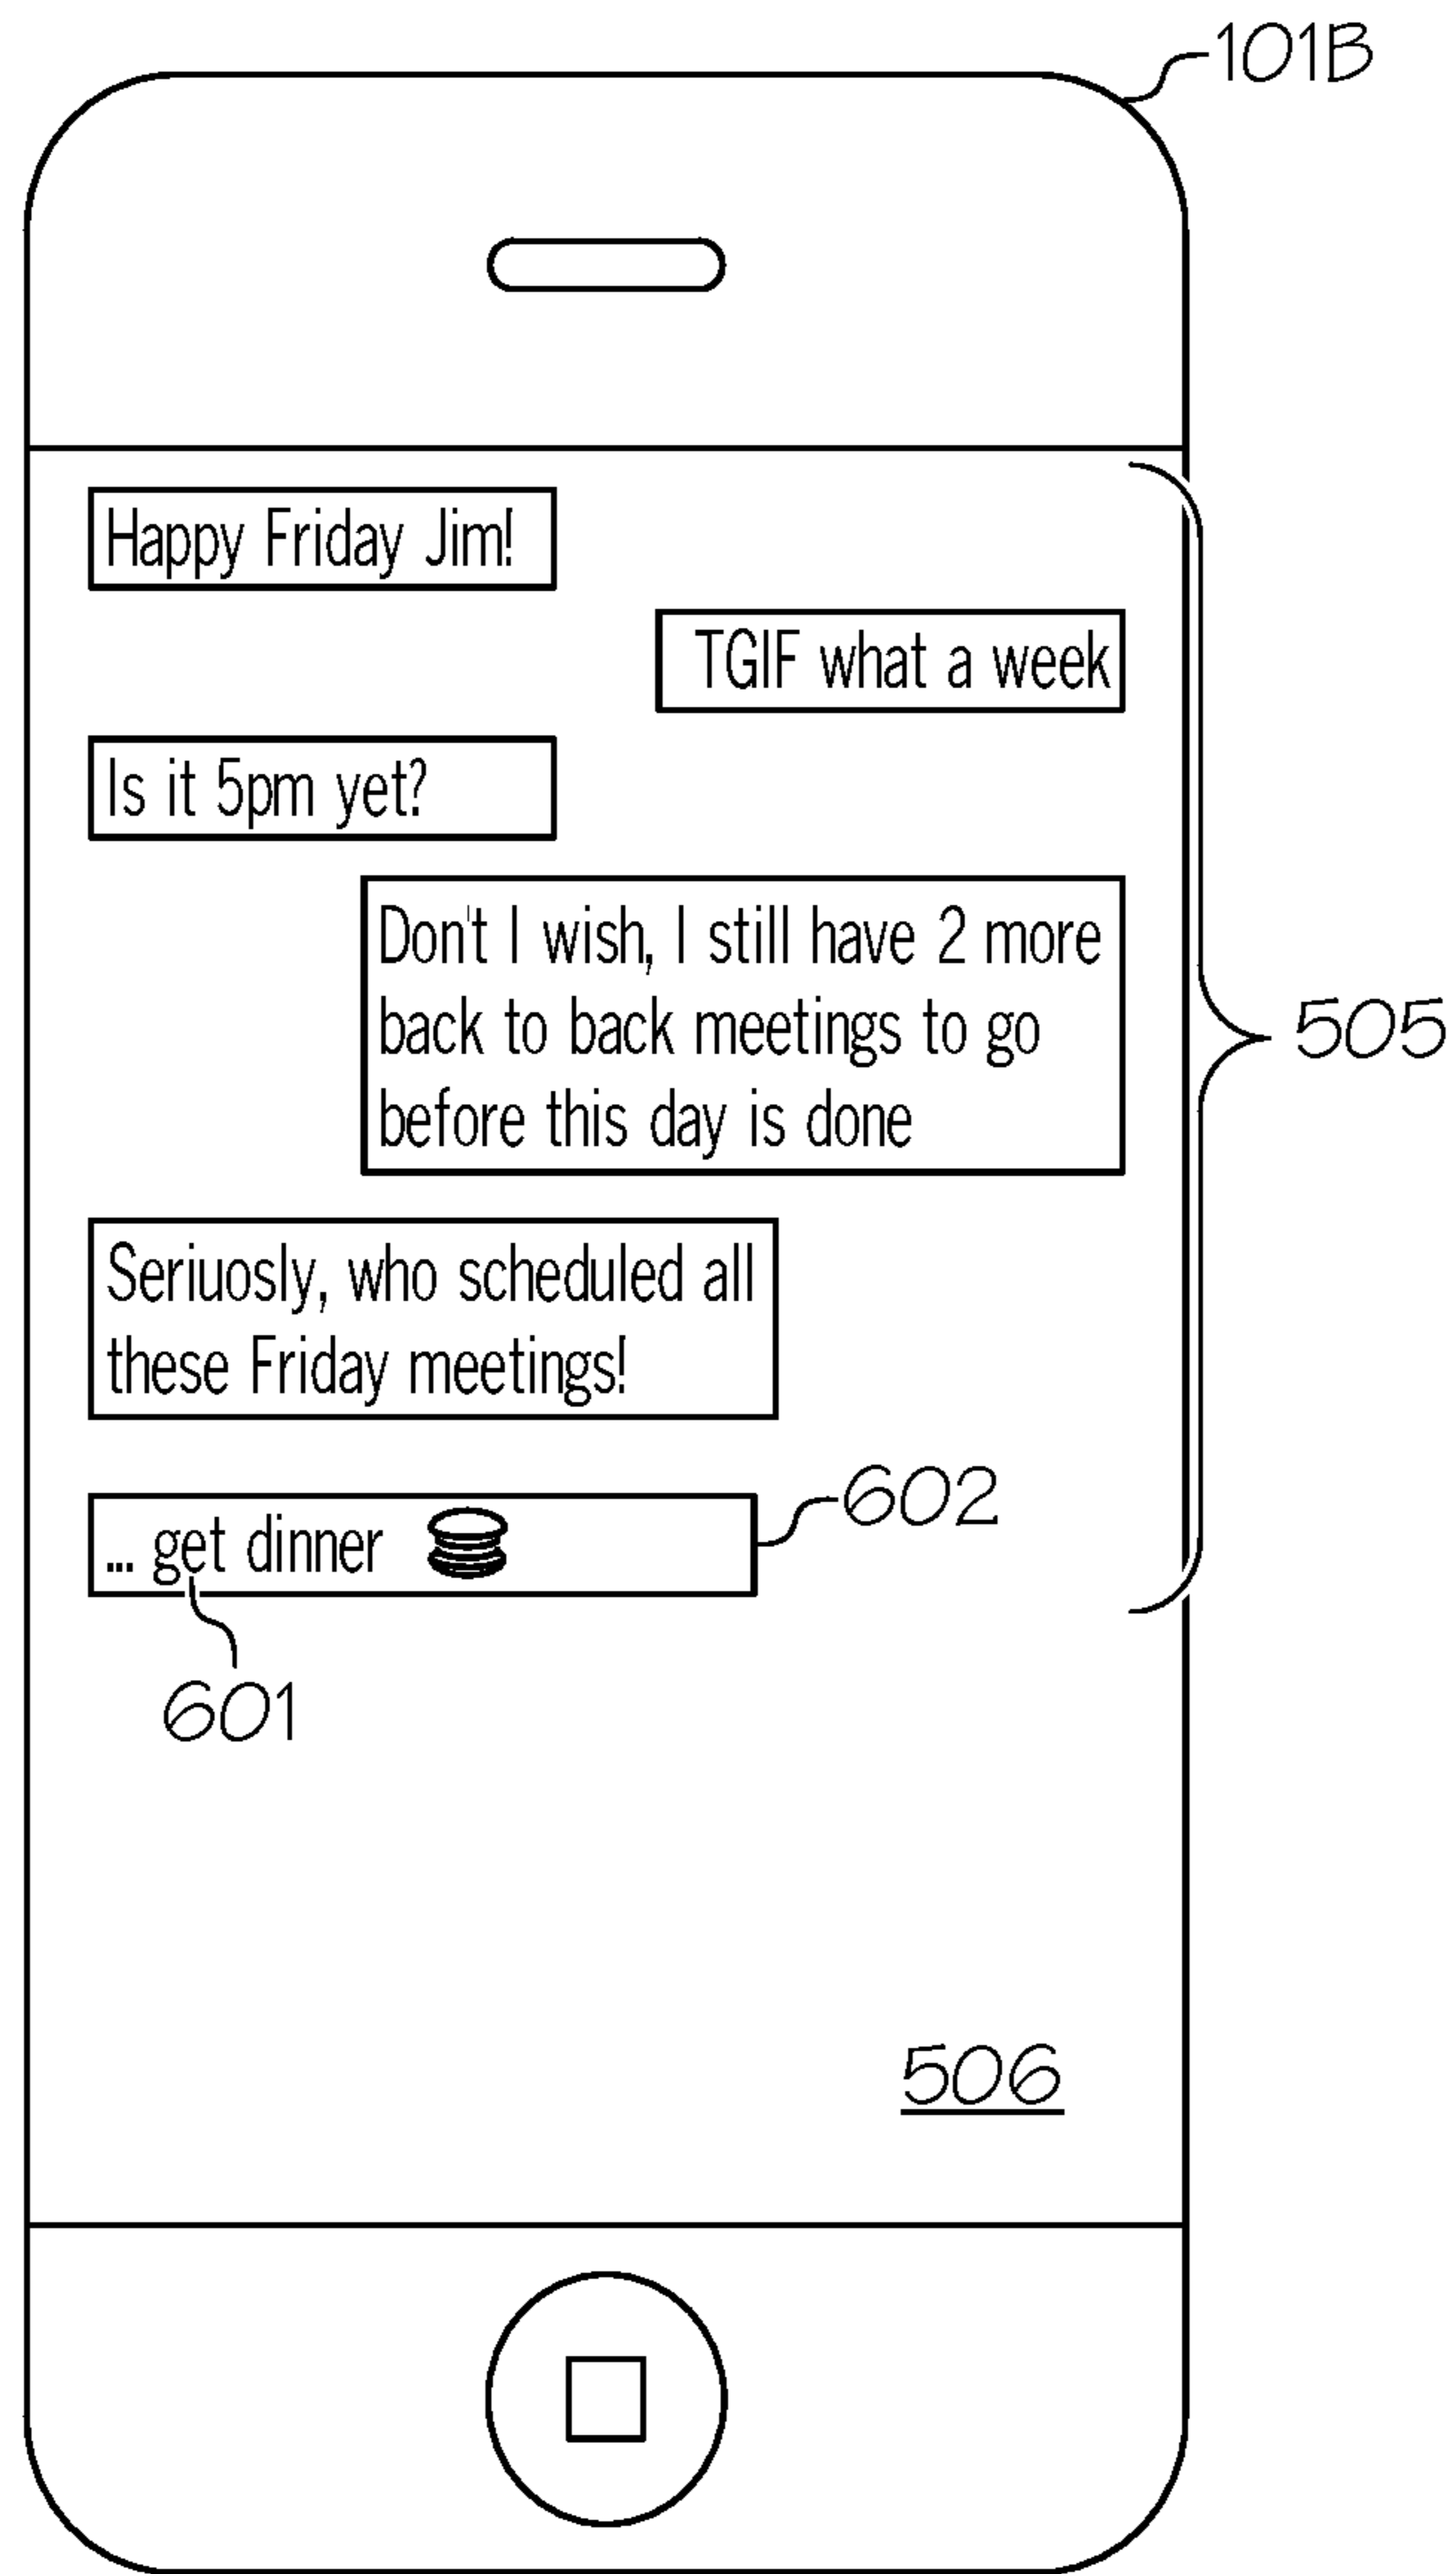 101B
Happy Friday Jim!
TGIF what a week
Is it 5pm yet?
Don't I wish, I still have 2 more
back to back meetings to go
before this day is done
505
Seriuosly, who scheduled all
these Friday meetings!
... get dinner
602
601
506